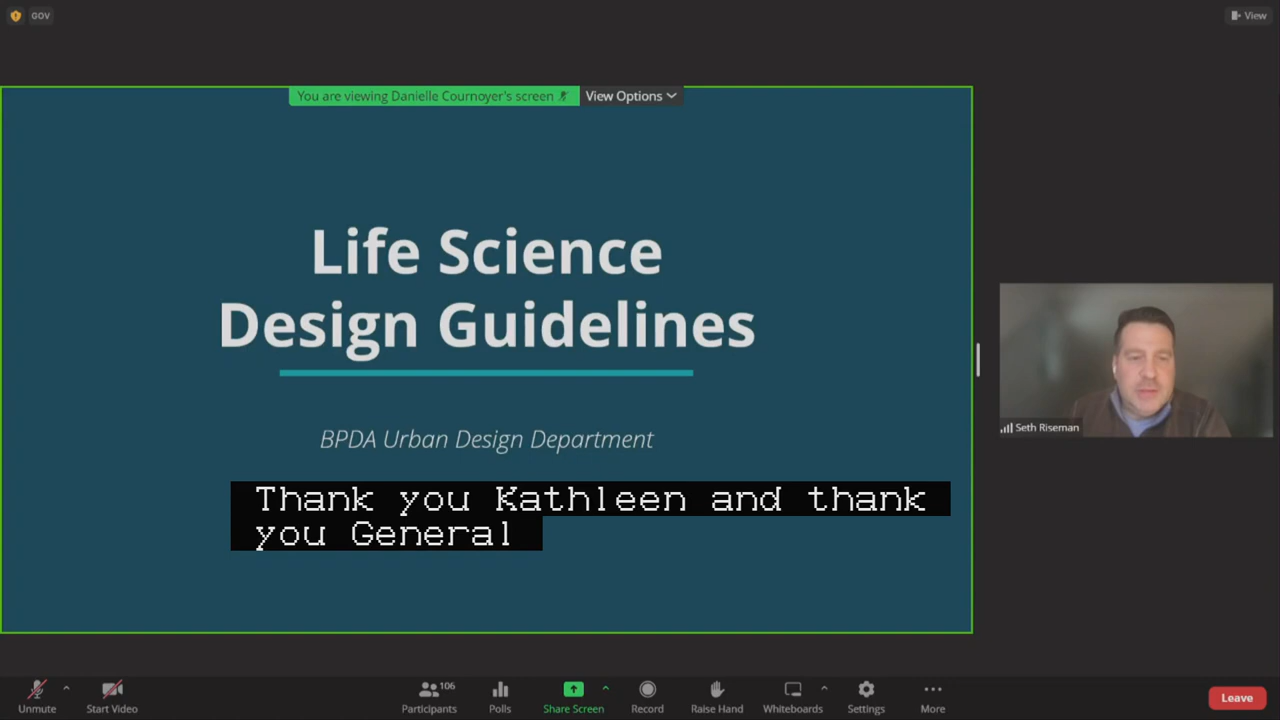 GOV
View
You are viewing Danielle Cournoyer's screen
View Options
Life Science
Design Guidelines
BPDA Urban Design Department
Thank you Kathleen and thank
you General
Seth Riseman
Unmute
Start Video
Participants
106
Polls
Share Screen
Record
Raise Hand
Whiteboards
Settings
More
Leave